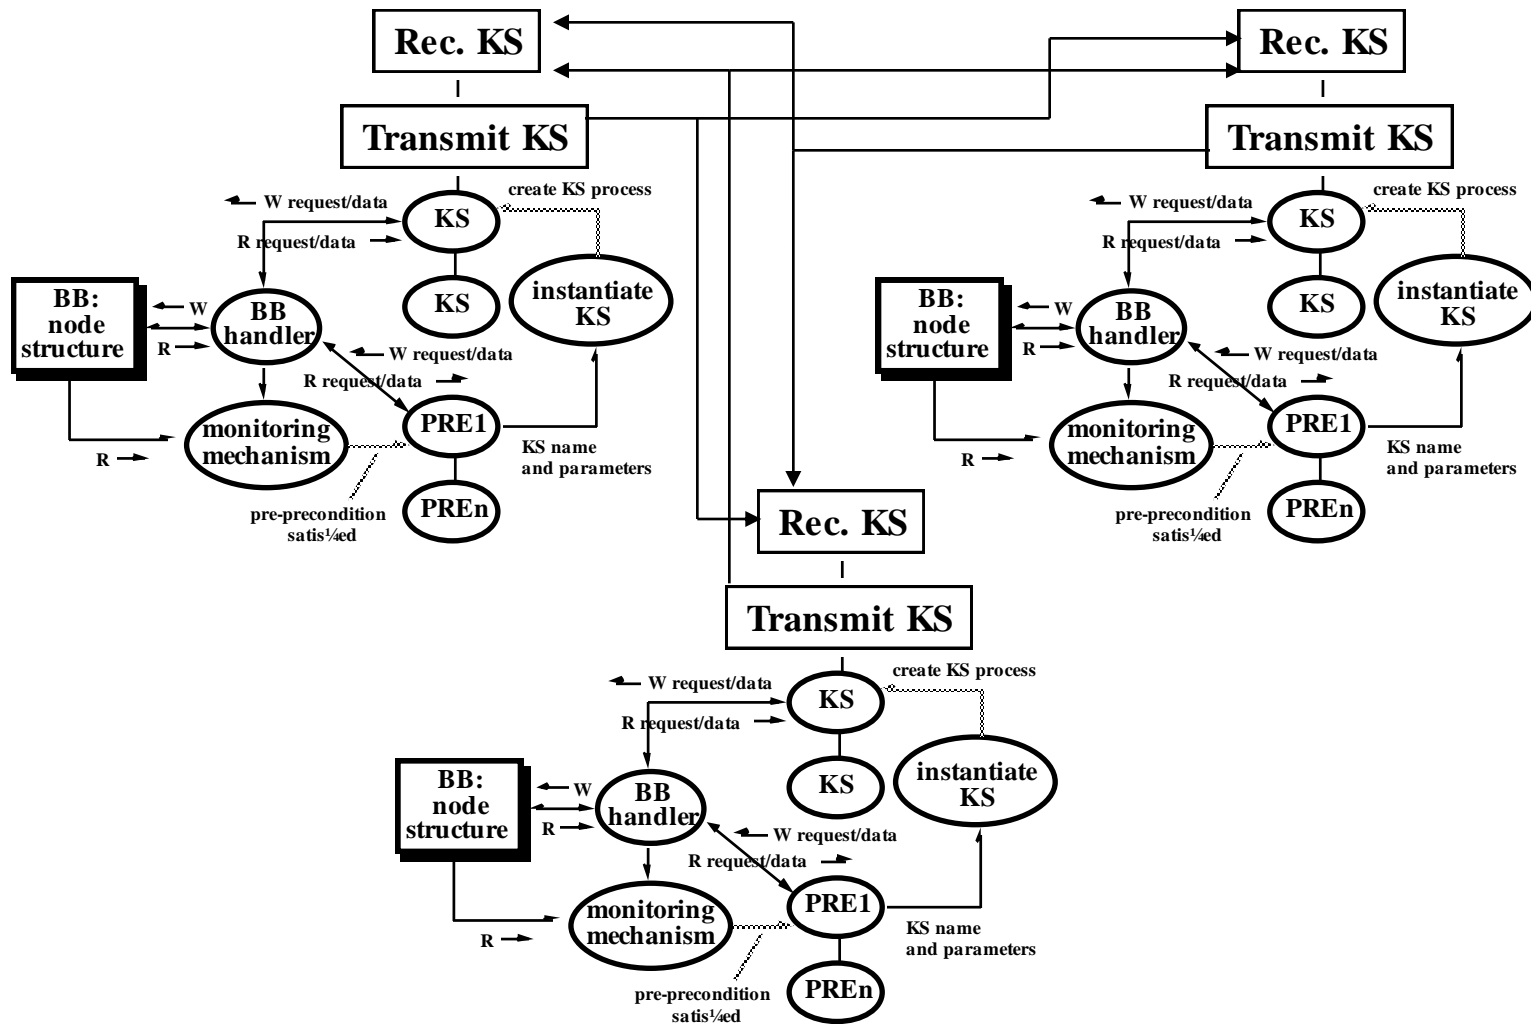 Rec. KS
Transmit KS
W request/data
create KS process
KS
R request/data
BB:
node
structure
W
R
BB
handler
KS
instantiate
KS
W request/data
R request/data
monitoring
mechanism
PRE1
R
KS name
and parameters
pre-precondition
satis¼ed
PREn
Rec. KS
Transmit KS
W request/data
create KS process
KS
R request/data
BB:
node
structure
W
R
BB
handler
KS
instantiate
KS
W request/data
R request/data
monitoring
mechanism
PRE1
R
KS name
and parameters
pre-precondition
satis¼ed
PREn
Rec. KS
Transmit KS
W request/data
create KS process
KS
R request/data
BB:
node
structure
W
R
BB
handler
KS
instantiate
KS
W request/data
R request/data
monitoring
mechanism
PRE1
R
KS name
and parameters
pre-precondition
satis¼ed
PREn